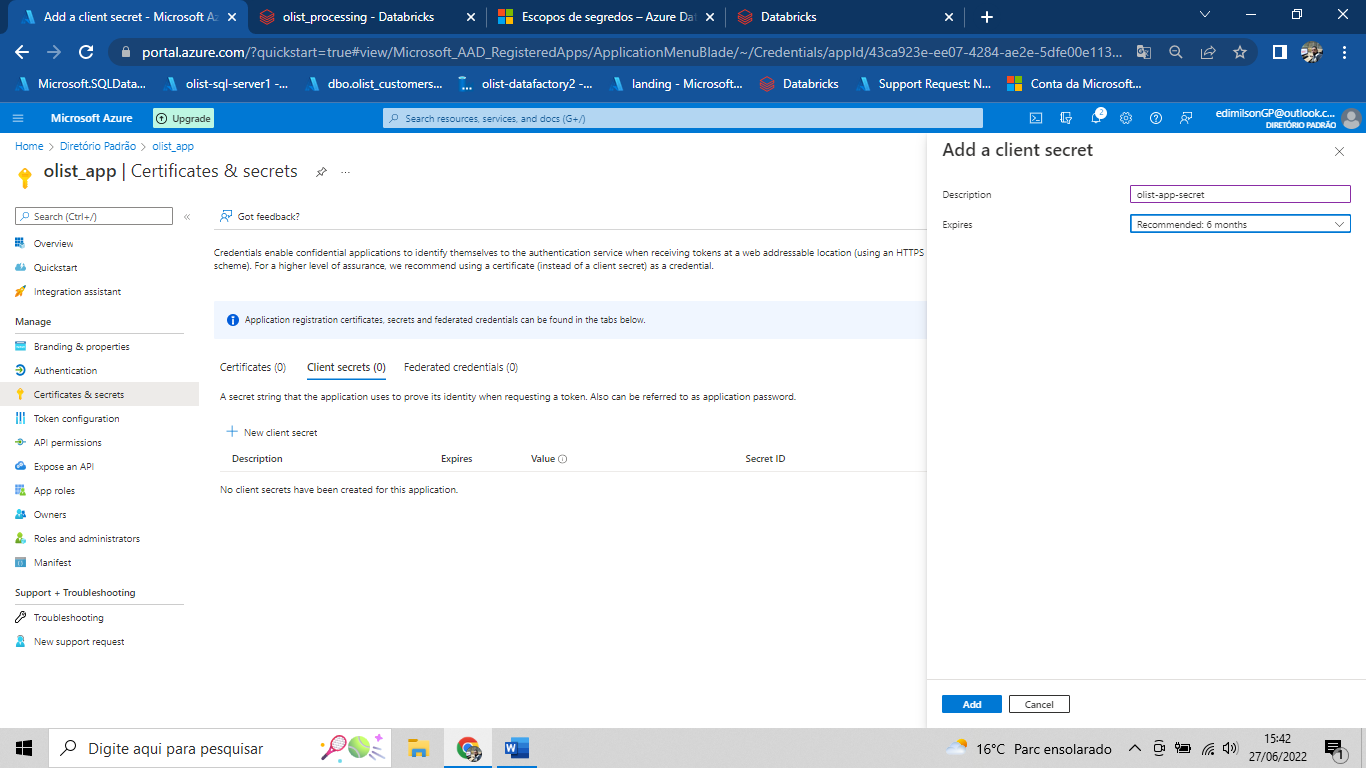 Add a client secret - Microsoft Az
olist_processing - Databricks
Escopos de segredos – Azure Dat
Databricks
portal.azure.com/?quickstart=true#view/Microsoft_AAD_RegisteredApps/ApplicationMenuBlade/~/Credentials/appId/43ca923e-ee07-4284-ae2e-5dfe00e113...
Microsoft.SQLData...
olist-sql-server1 -...
dbo.olist_customers...
olist-datafactory2 -...
landing - Microsoft...
Databricks
Support Request: N...
Conta da Microsoft...
Microsoft Azure
Upgrade
Search resources, services, and docs (G+/)
2
edimilsonGP@outlook.c...
DIRETÓRIO PADRÃO
Home > Diretório Padrão > olist_app
olist_app | Certificates & secrets
...
Search (Ctrl+/)
Overview
Quickstart
Integration assistant
Manage
Branding & properties
Authentication
Certificates & secrets
Token configuration
API permissions
Expose an API
App roles
Owners
Roles and administrators
Manifest
Support + Troubleshooting
Troubleshooting
New support request
Got feedback?
Credentials enable confidential applications to identify themselves to the authentication service when receiving tokens at a web addressable location (using an HTTPS
scheme). For a higher level of assurance, we recommend using a certificate (instead of a client secret) as a credential.
Application registration certificates, secrets and federated credentials can be found in the tabs below.
Certificates (0)
Client secrets (0)
Federated credentials (0)
A secret string that the application uses to prove its identity when requesting a token. Also can be referred to as application password.
New client secret
Description
Expires
Value
Secret ID
No client secrets have been created for this application.
Add a client secret
Description
olist-app-secret
Expires
Recommended: 6 months
Add
Cancel
Digite aqui para pesquisar
16°C Parc ensolarado
15:42
27/06/2022
1